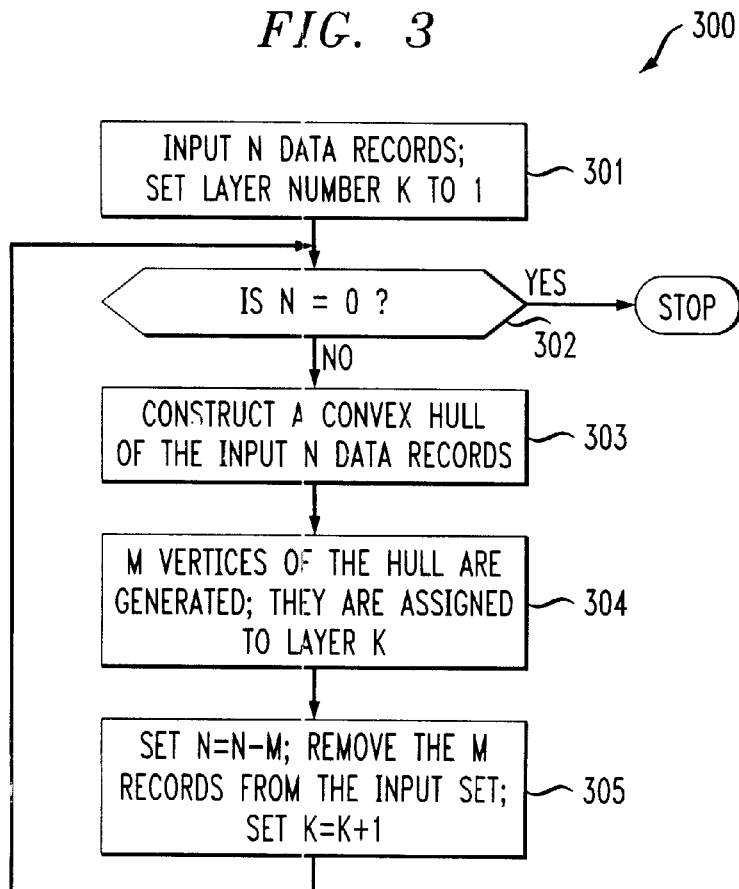 FIG. 3
300
INPUT N DATA RECORDS;
SET LAYER NUMBER K TO 1
301
IS N = 0 ?
YES
STOP
302
NO
CONSTRUCT A CONVEX HULL
OF THE INPUT N DATA RECORDS
303
M VERTICES OF THE HULL ARE
GENERATED; THEY ARE ASSIGNED
TO LAYER K
304
SET N=N-M; REMOVE THE M
RECORDS FROM THE INPUT SET;
SET K=K+1
305